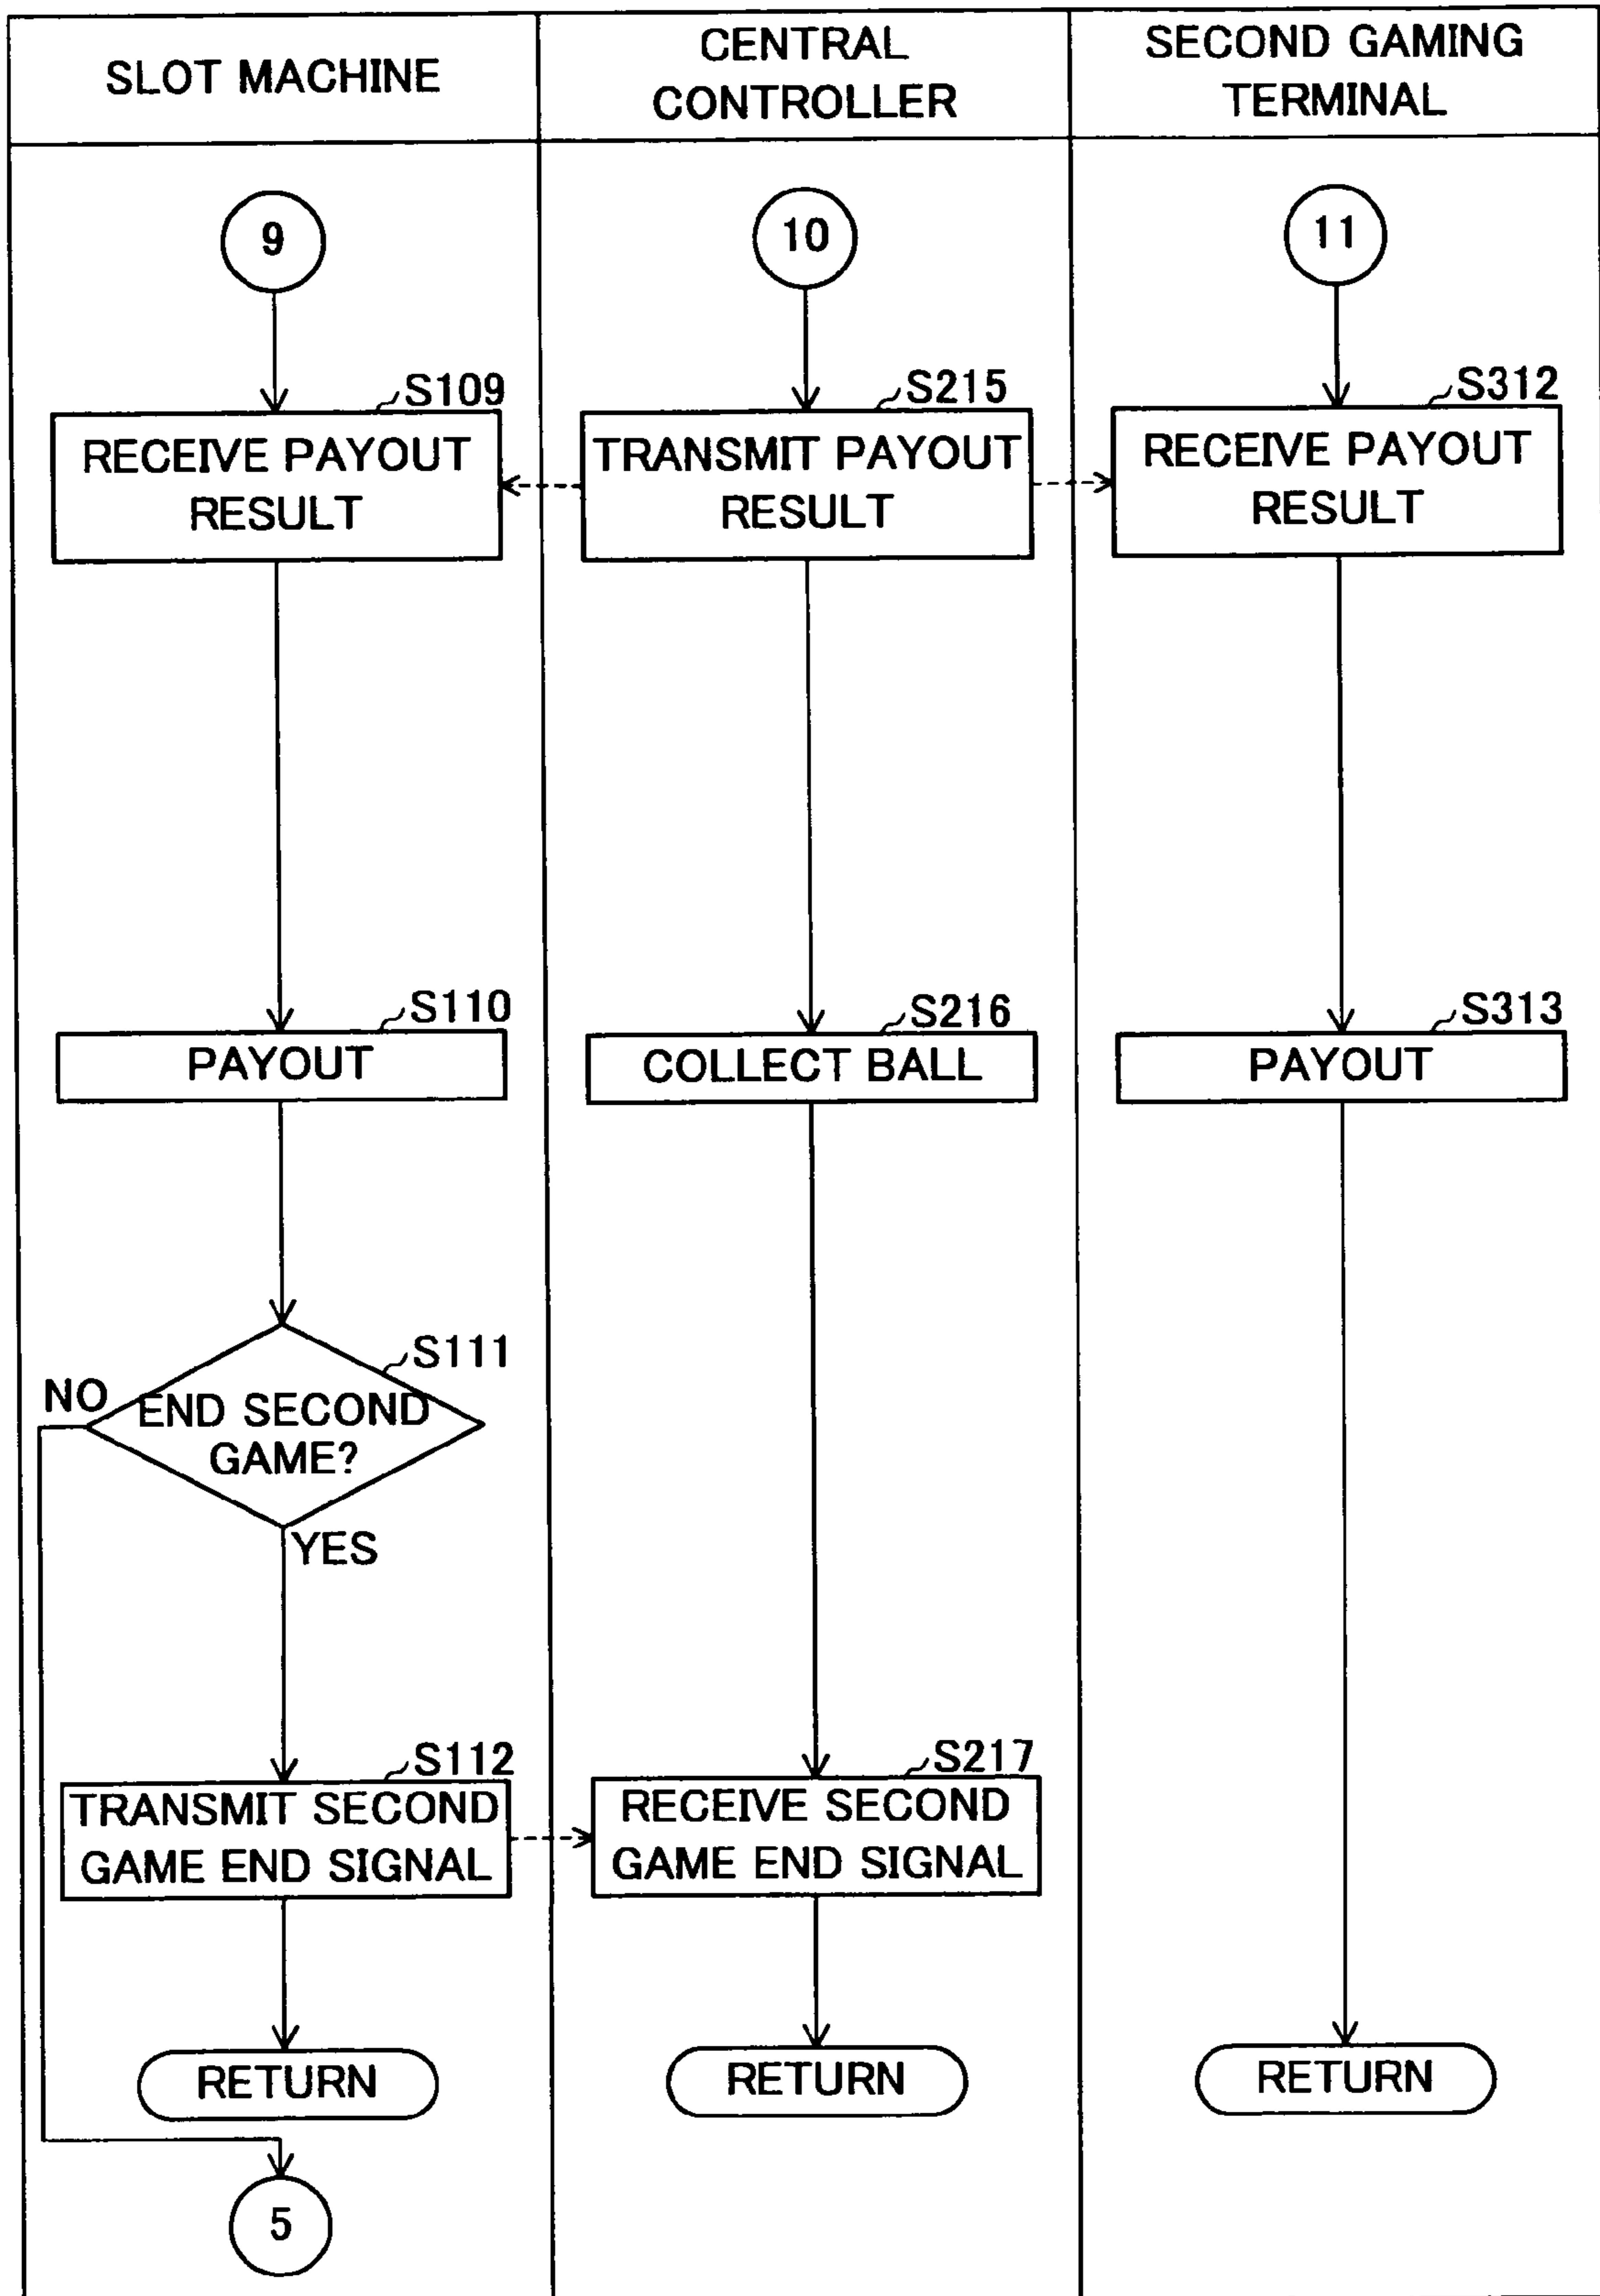 SLOT MACHINE
CENTRAL
CONTROLLER
SECOND GAMING
TERMINAL
9
10
11
S109
RECEIVE PAYOUT
RESULT
S215
TRANSMIT PAYOUT
RESULT
S312
RECEIVE PAYOUT
RESULT
S110
PAYOUT
S216
COLLECT BALL
S313
PAYOUT
S111
NO
END SECOND
GAME?
YES
S112
TRANSMIT SECOND
GAME END SIGNAL
S217
RECEIVE SECOND
GAME END SIGNAL
RETURN
RETURN
RETURN
5